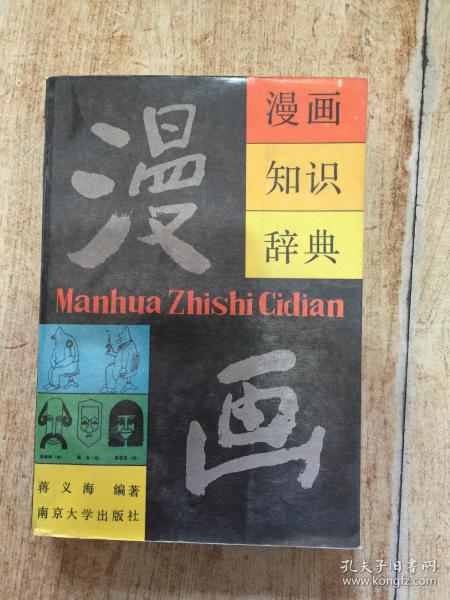 漫画
知识
辞典
漫
Manhua Zhishi Cidian
画
蒋义海 编著
南京大学出版社
孔夫子旧书网
www.kongfz.com